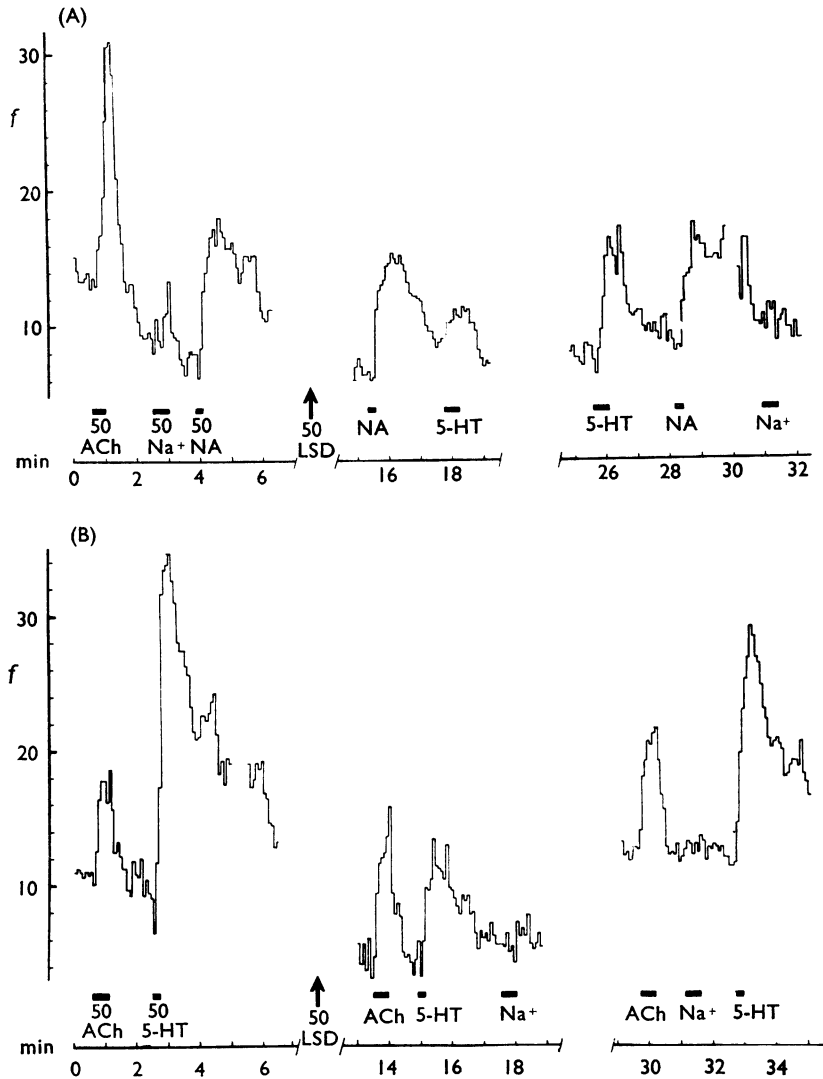 (A)
30
f
20
10
50 50 50 50 NA 5-HT 5-HT NA Na+
ACh Na+ NA LSD
min 0 2 4 6 16 18 26 28 30 32
(B)
30
f
20
10
50 50 50 ACh 5-HT Na+ ACh Na+ 5-HT
ACh 5-HT LSD
min 0 2 4 6 14 16 18 30 32 34